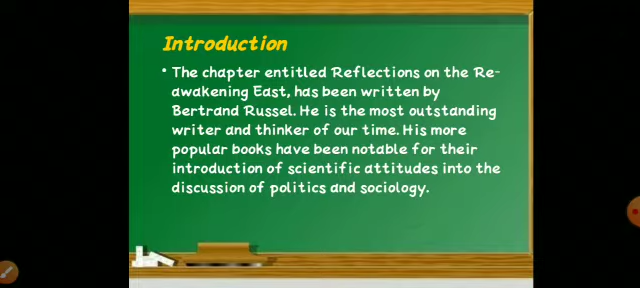 Introduction
• The chapter entitled Reflections on the Re-
awakening East, has been written by
Bertrand Russel. He is the most outstanding
writer and thinker of our time. His more
popular books have been notable for their
introduction of scientific attitudes into the
discussion of politics and sociology.